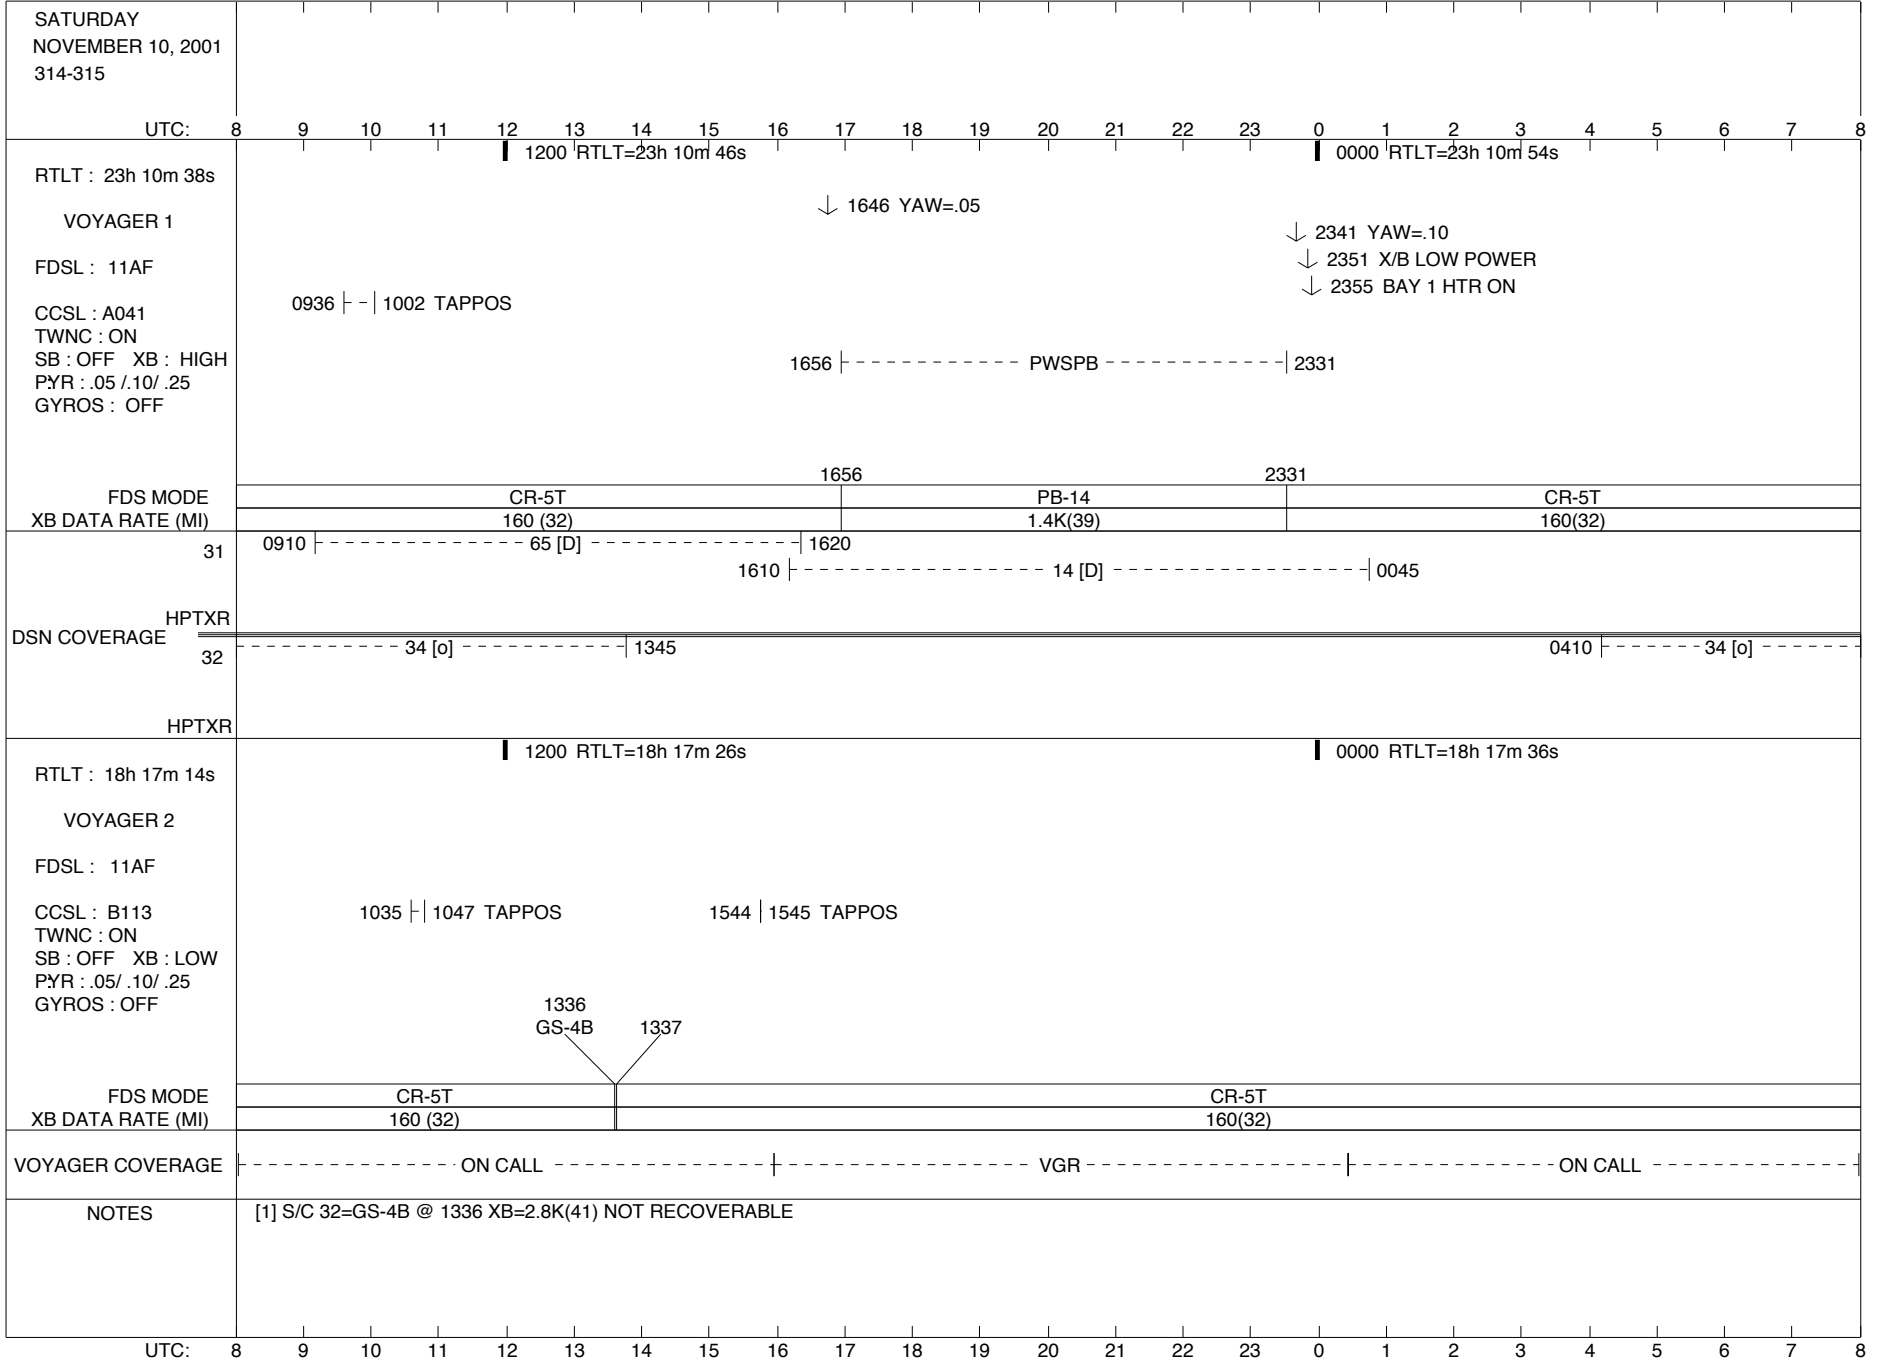 SATURDAY
NOVEMBER 10, 2001
314-315
UTC: 8 9 10 11 12 13 14 15 16 17 18 19 20 21 22 23 0 1 2 3 4 5 6 7 8
1200 RTLT=23h 10m 46s 0000 RTLT=23h 10m 54s
RTLT : 23h 10m 38s
1646 YAW=.05
VOYAGER 1
2341 YAW=.10
2351 X/B LOW POWER
FDSL : 11AF
2355 BAY 1 HTR ON
0936 1002 TAPPOS
CCSL : A041
TWNC : ON
SB : OFF XB : HIGH
1656 PWSPB 2331
P:YR : .05 /.10/ .25
GYROS : OFF
1656 2331
FDS MODE CR-5T PB-14 CR-5T
XB DATA RATE (MI) 160 (32) 1.4K(39) 160(32)
31 0910 65 [D] 1620
1610 14 [D] 0045
HPTXR
DSN COVERAGE
34 [o] 1345 0410 34 [o]
32
HPTXR
1200 RTLT=18h 17m 26s 0000 RTLT=18h 17m 36s
RTLT : 18h 17m 14s
VOYAGER 2
FDSL : 11AF
CCSL : B113 1035 1047 TAPPOS 1544 1545 TAPPOS
TWNC : ON
SB : OFF XB : LOW
P:YR : .05/ .10/ .25
GYROS : OFF 1336
GS-4B 1337
FDS MODE CR-5T CR-5T
XB DATA RATE (MI) 160 (32) 160(32)
VOYAGER COVERAGE ON CALL VGR ON CALL
NOTES [1] S/C 32=GS-4B @ 1336 XB=2.8K(41) NOT RECOVERABLE
UTC: 8 9 10 11 12 13 14 15 16 17 18 19 20 21 22 23 0 1 2 3 4 5 6 7 8